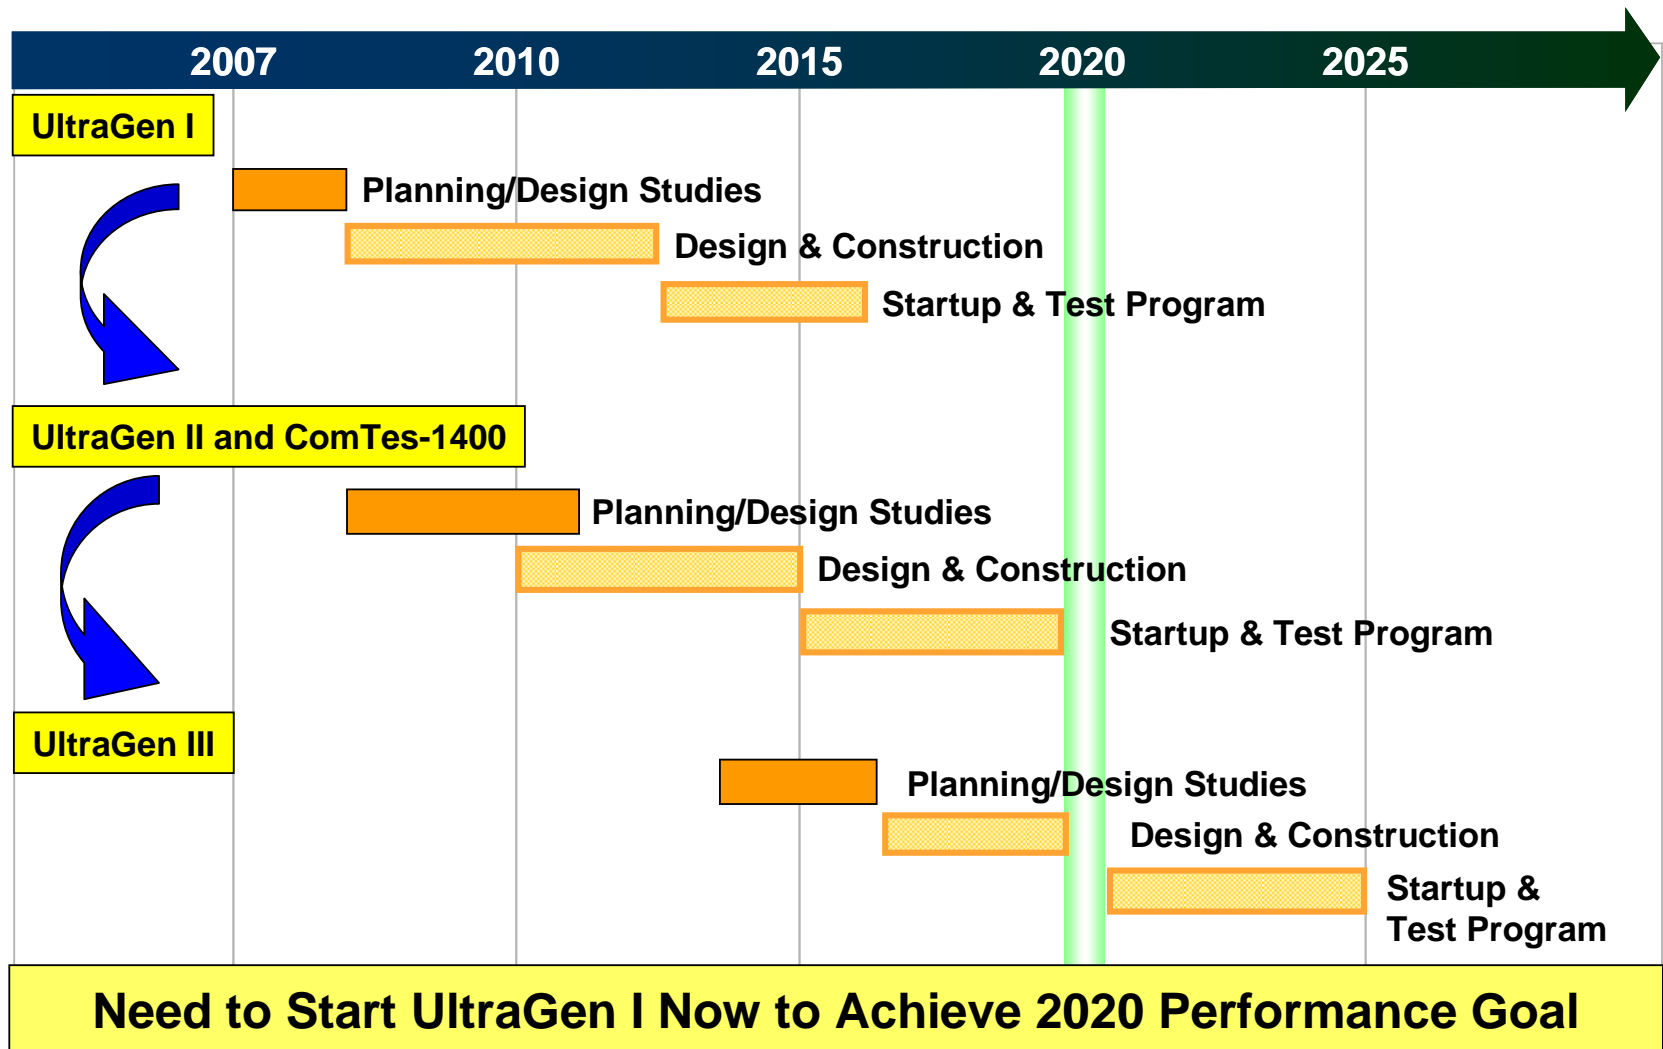 2007 2010 2015 2020 2025
UltraGen I
Planning/Design Studies
Design & Construction
Startup & Test Program
UltraGen II and ComTes-1400
Planning/Design Studies
Design & Construction
Startup & Test Program
UltraGen III
Planning/Design Studies
Design & Construction
Startup &
Test Program
Need to Start UltraGen I Now to Achieve 2020 Performance Goal